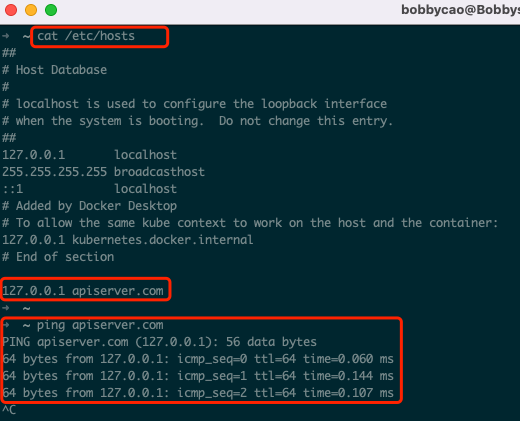 bobbycao@Bobbys
→ ~ cat /etc/hosts
##
# Host Database
#
# localhost is used to configure the loopback interface
# when the system is booting.  Do not change this entry.
##
127.0.0.1       localhost
255.255.255.255 broadcasthost
::1             localhost
# Added by Docker Desktop
# To allow the same kube context to work on the host and the container:
127.0.0.1 kubernetes.docker.internal
# End of section
127.0.0.1 apiserver.com
→ ~
→ ~ ping apiserver.com
PING apiserver.com (127.0.0.1): 56 data bytes
64 bytes from 127.0.0.1: icmp_seq=0 ttl=64 time=0.060 ms
64 bytes from 127.0.0.1: icmp_seq=1 ttl=64 time=0.144 ms
64 bytes from 127.0.0.1: icmp_seq=2 ttl=64 time=0.107 ms
^C